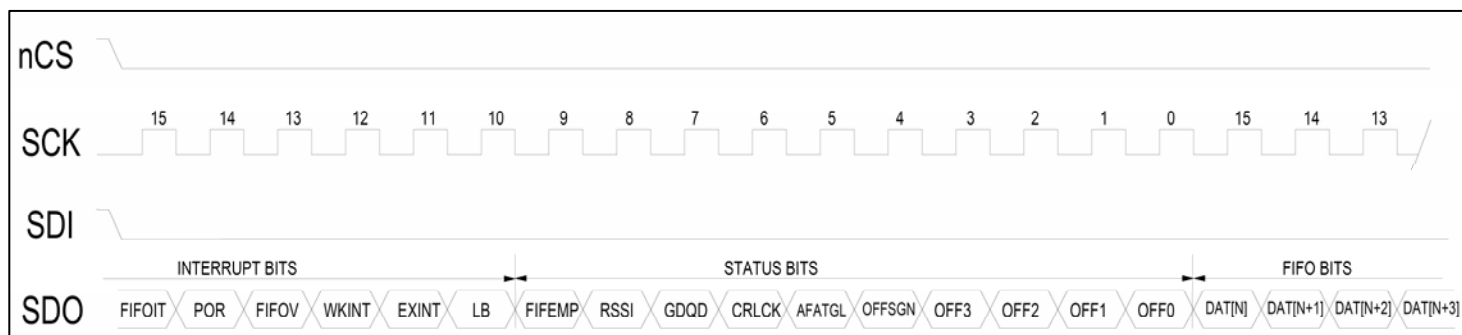 nCS
15 14 13 12 11 10 9 8 7 6 5 4 3 2 1 0 15 14 13
SCK
SDI
INTERRUPT BITS STATUS BITS FIFO BITS
SDO FIFOIT POR FIFOV WKINT EXINT LB FIFEMP RSSI GDQD CRLCK AFATGL OFFSGN OFF3 OFF2 OFF1 OFF0 DAT[N] DAT[N+1] DAT[N+2] DAT[N+3]